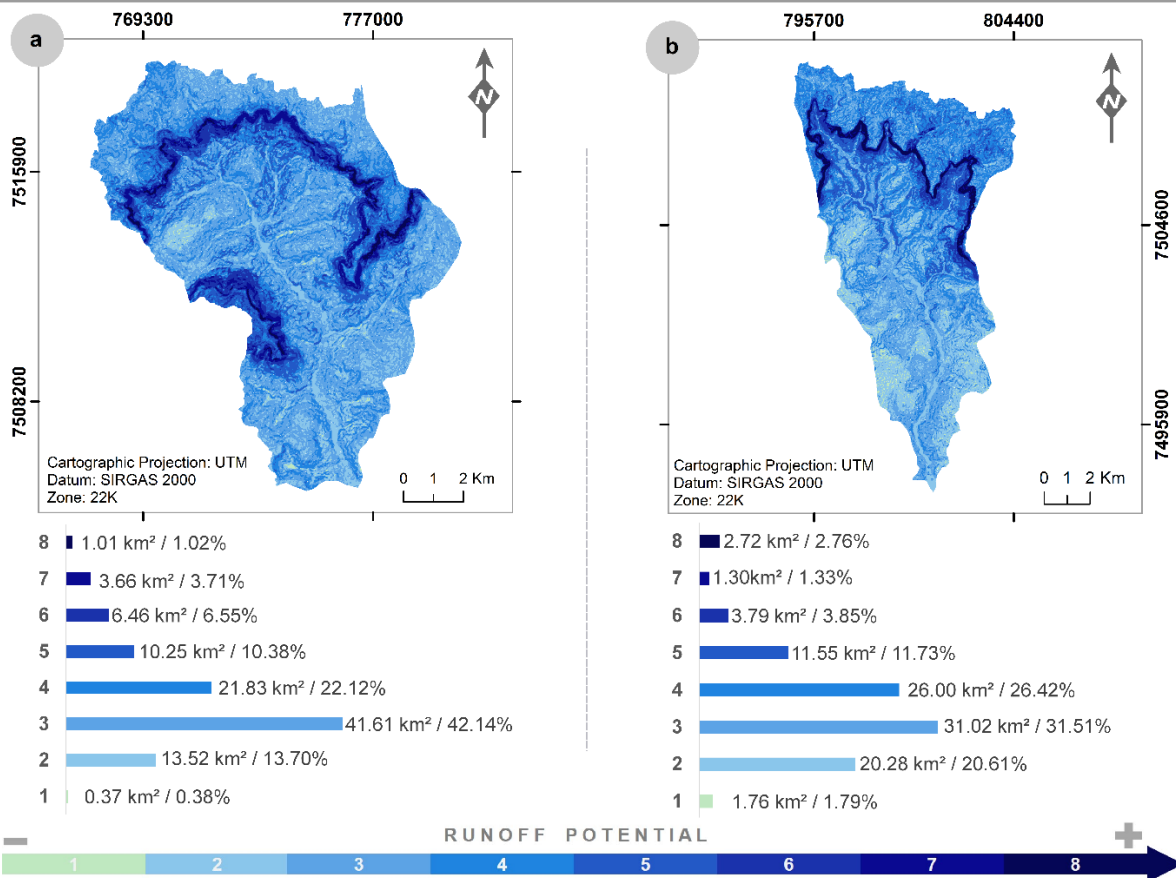 769300 777000
a
N
7515900
7508200
Cartographic Projection: UTM
Datum: SIRGAS 2000
Zone: 22K
0 1 2 Km
8 1.01 km² / 1.02%
7 3.66 km² / 3.71%
6 6.46 km² / 6.55%
5 10.25 km² / 10.38%
4 21.83 km² / 22.12%
3 41.61 km² / 42.14%
2 13.52 km² / 13.70%
1 0.37 km² / 0.38%
795700 804400
b
N
7504600
7495900
Cartographic Projection: UTM
Datum: SIRGAS 2000
Zone: 22K
0 1 2 Km
8 2.72 km² / 2.76%
7 1.30km² / 1.33%
6 3.79 km² / 3.85%
5 11.55 km² / 11.73%
4 26.00 km² / 26.42%
3 31.02 km² / 31.51%
2 20.28 km² / 20.61%
1 1.76 km² / 1.79%
RUNOFF POTENTIAL
1 2 3 4 5 6 7 8